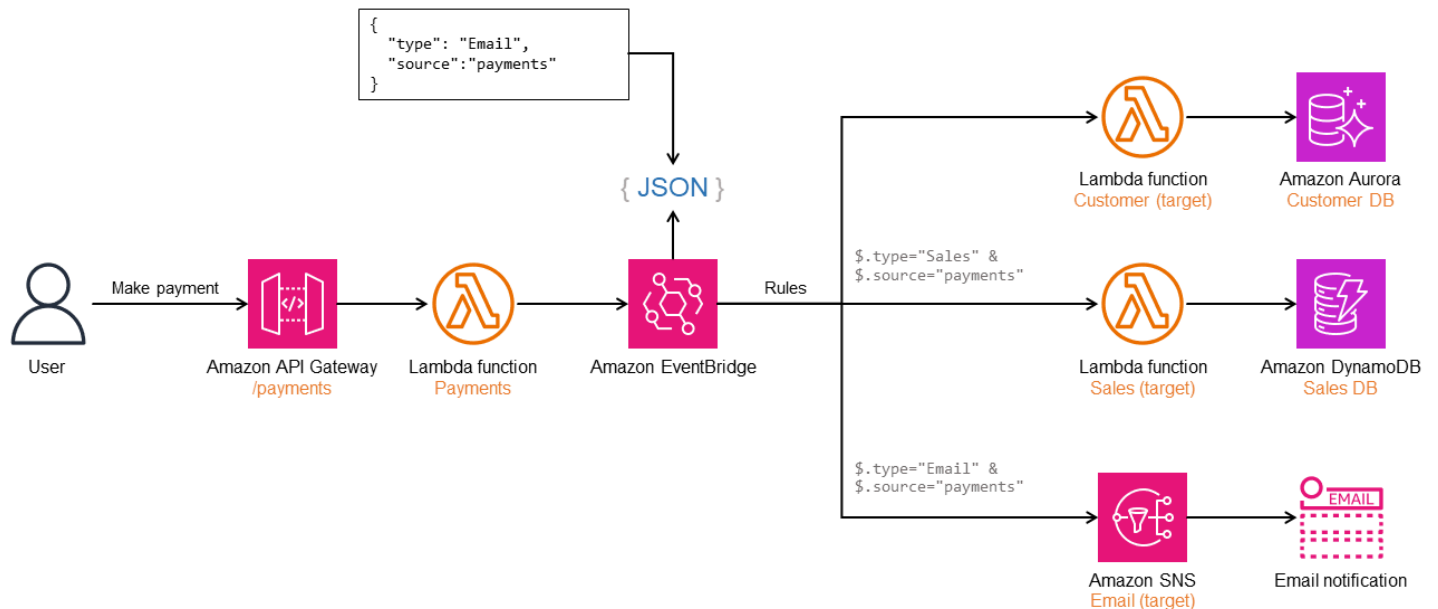 {
"type": "Email",
"source":"payments"
}
{ JSON }
Lambda function
Customer (target)
Amazon Aurora
Customer DB
Make payment
User
Amazon API Gateway
/payments
Lambda function
Payments
Amazon EventBridge
Rules
$.type="Sales" &
$.source="payments"
Lambda function
Sales (target)
Amazon DynamoDB
Sales DB
$.type="Email" &
$.source="payments"
Amazon SNS
Email (target)
EMAIL
Email notification